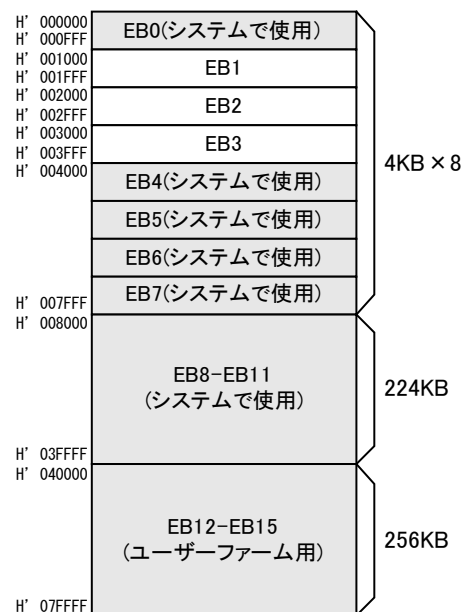 H’ 000000
H’ 000FFF
EB0(システムで使用)
H’ 001000
H’ 001FFF
EB1
H’ 002000
H’ 002FFF
EB2
H’ 003000
H’ 003FFF
EB3
H’ 004000
EB4(システムで使用)
EB5(システムで使用)
EB6(システムで使用)
EB7(システムで使用)
H’ 007FFF
4KB×8
H’ 008000
EB8-EB11
(システムで使用)
H’ 03FFFF
224KB
H’ 040000
EB12-EB15
(ユーザーファーム用)
H’ 07FFFF
256KB